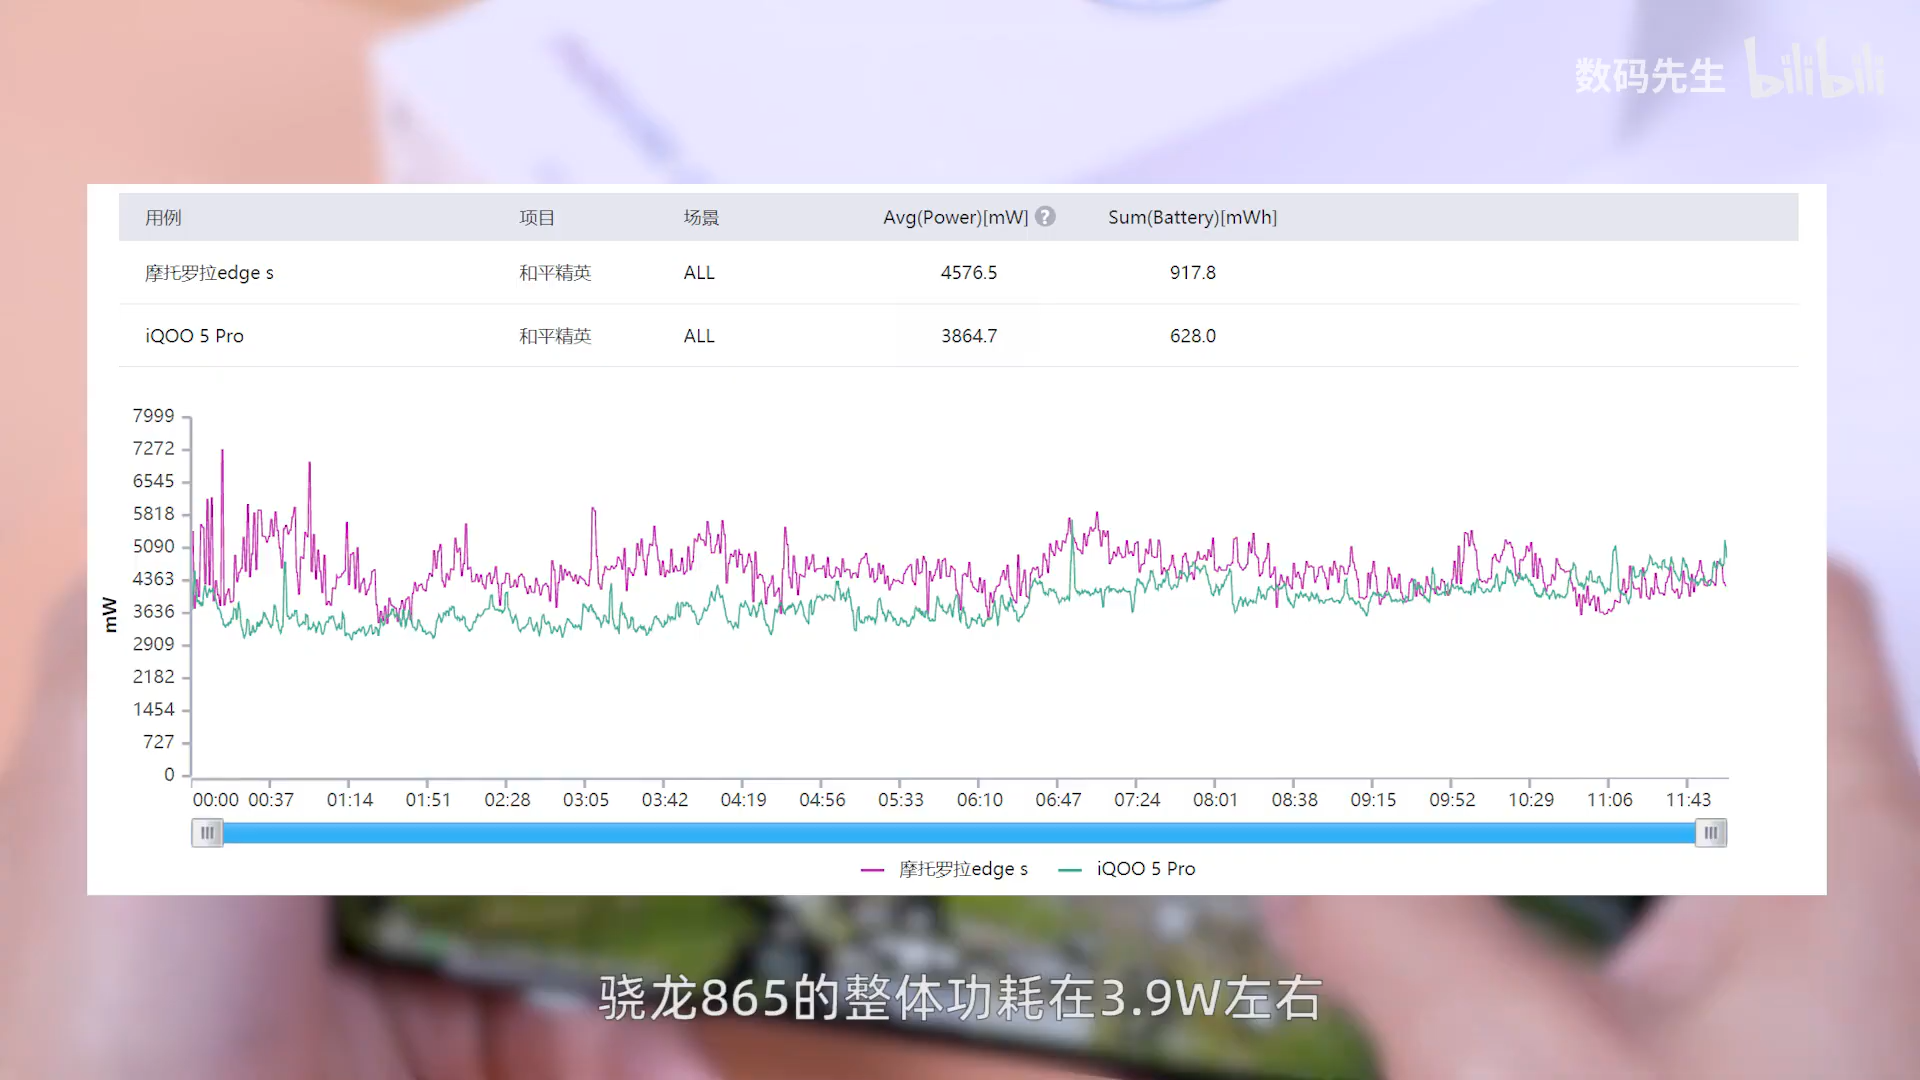 数码先生 bilibili
用例 项目 场景 Avg(Power)[mW] ? Sum(Battery)[mWh]
摩托罗拉edge s 和平精英 ALL 4576.5 917.8
iQOO 5 Pro 和平精英 ALL 3864.7 628.0
7999
7272
6545
5818
5090
4363
3636
2909
2182
1454
727
0
mW
00:00 00:37 01:14 01:51 02:28 03:05 03:42 04:19 04:56 05:33 06:10 06:47 07:24 08:01 08:38 09:15 09:52 10:29 11:06 11:43
摩托罗拉edge s iQOO 5 Pro
骁龙865的整体功耗在3.9W左右